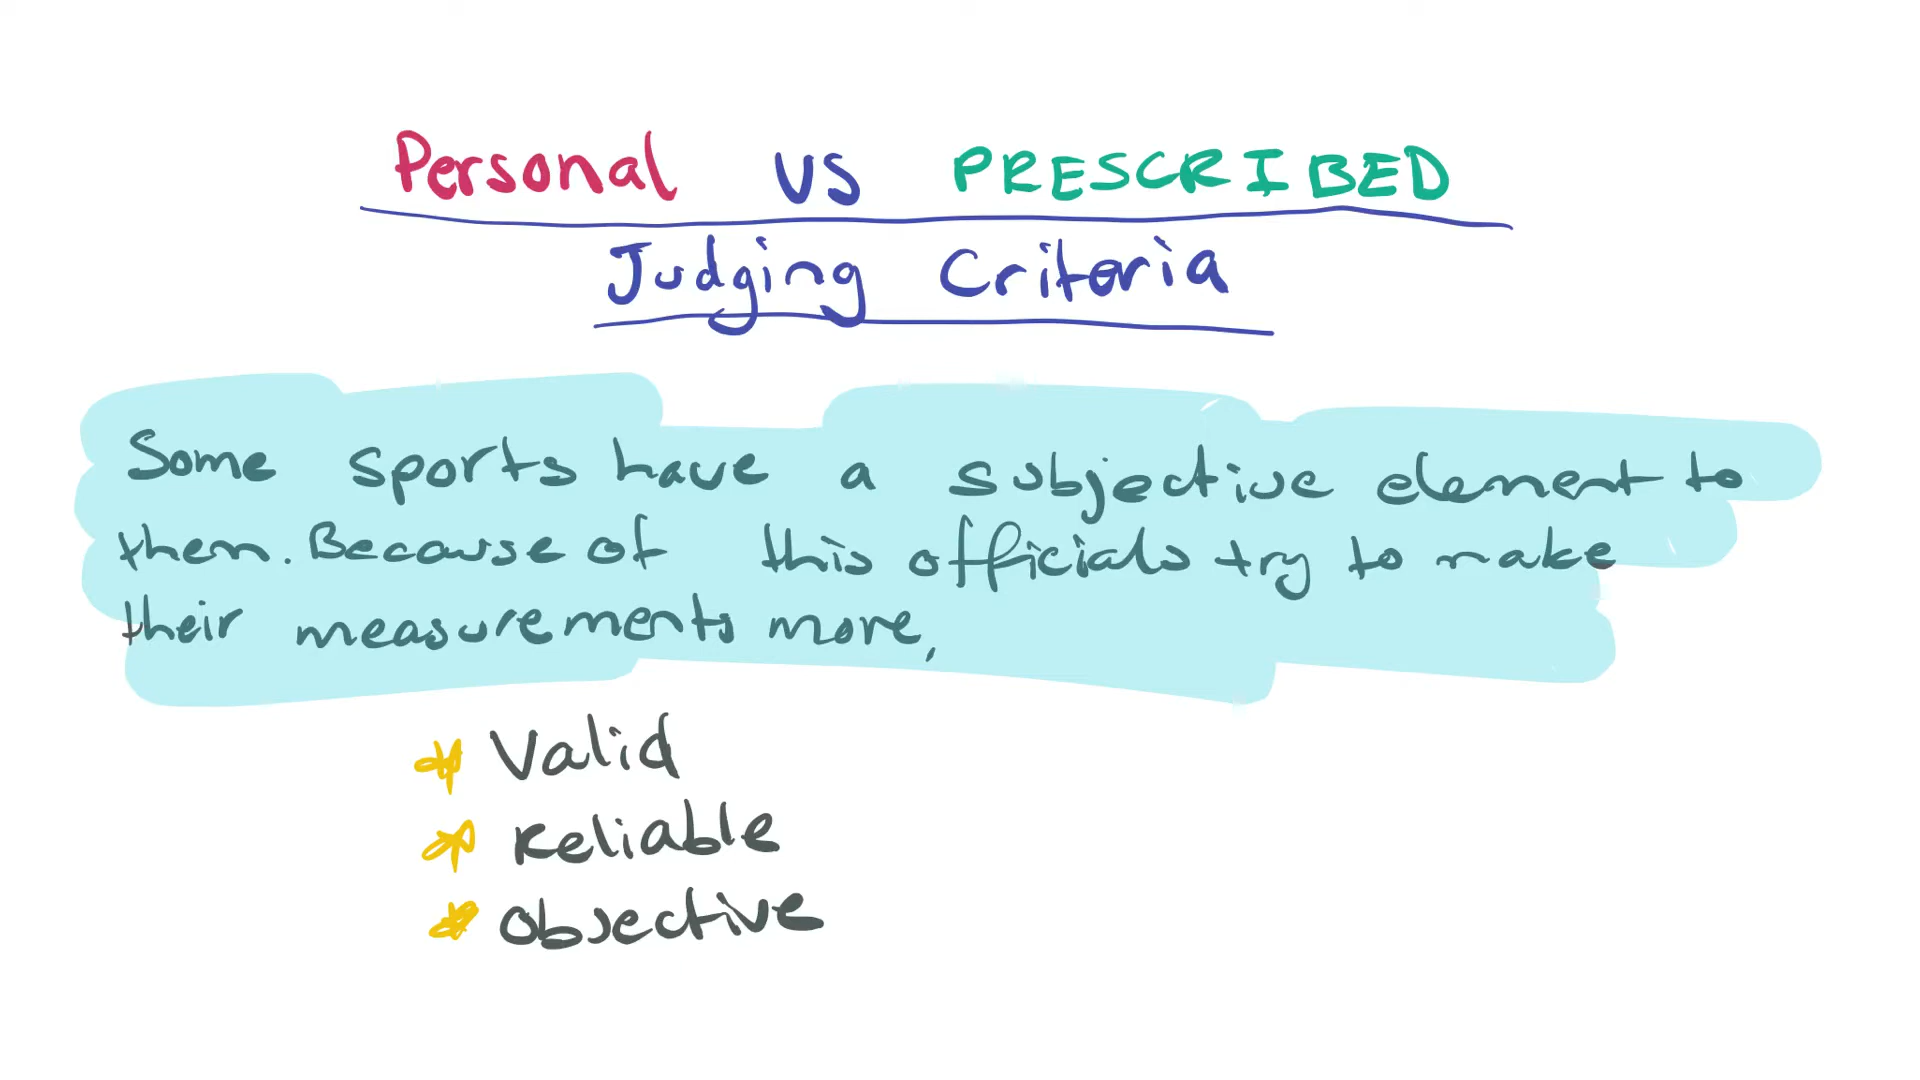 Personal VS PRESCRIBED
Judging Criteria
Some sports have a subjective element to
them. Because of this officials try to make
their measurements more,
* Valid
* Reliable
* Objective